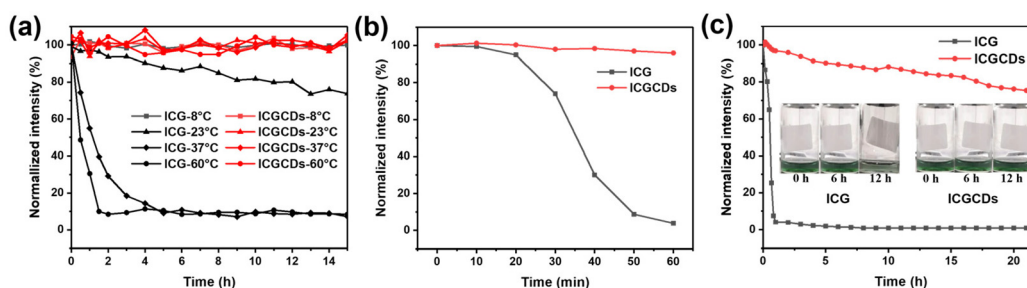 (a)
Normallized intensity (%)
100
80
60
40
20
0
ICG-8°C
ICG-23°C
ICG-37°C
ICG-60°C
ICGCDs-8°C
ICGCDs-23°C
ICGCDs-37°C
ICGCDs-60°C
0 2 4 6 8 10 12 14
Time (h)
(b)
Normallized intensity (%)
100
80
60
40
20
0
ICG
ICGCDs
0 10 20 30 40 50 60
Time (min)
(c)
Normallized intensity (%)
100
80
60
40
20
0
ICG
ICGCDs
0 h 6 h 12 h
ICG
0 h 6 h 12 h
ICGCDs
0 5 10 15 20
Time (h)